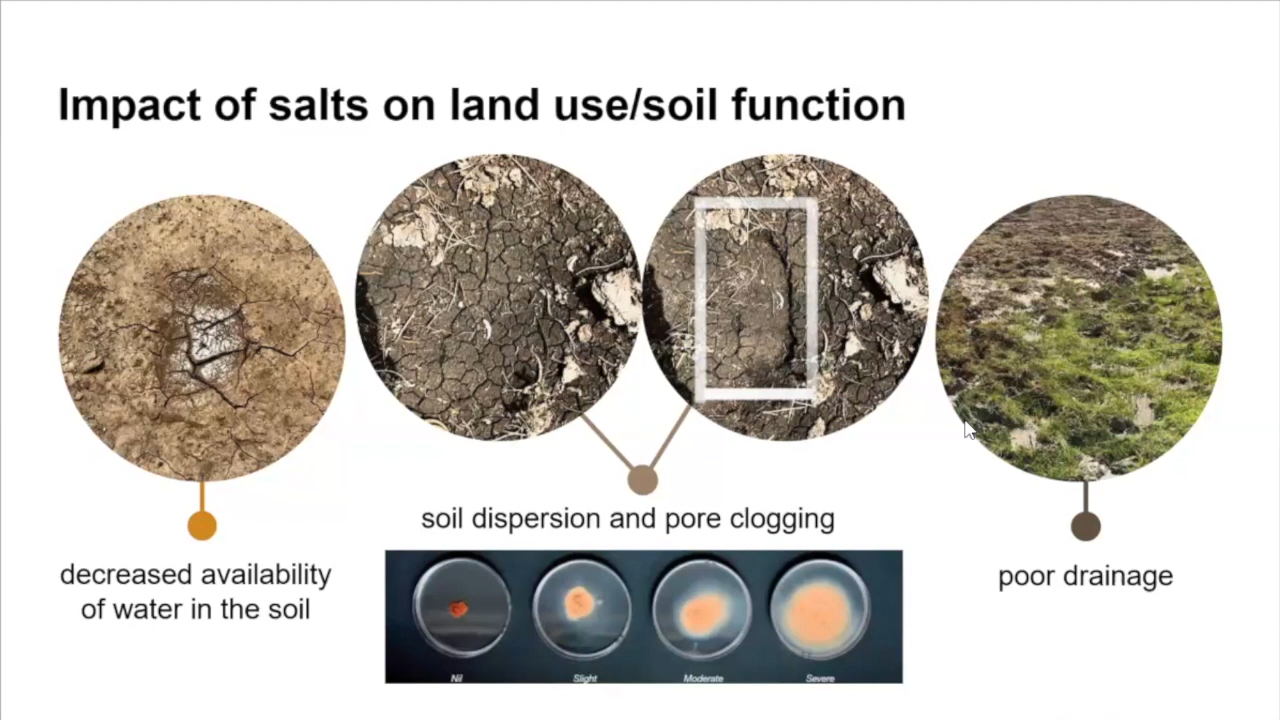 Impact of salts on land use/soil function
soil dispersion and pore clogging
decreased availability
of water in the soil
poor drainage
Nil
Slight
Moderate
Severe